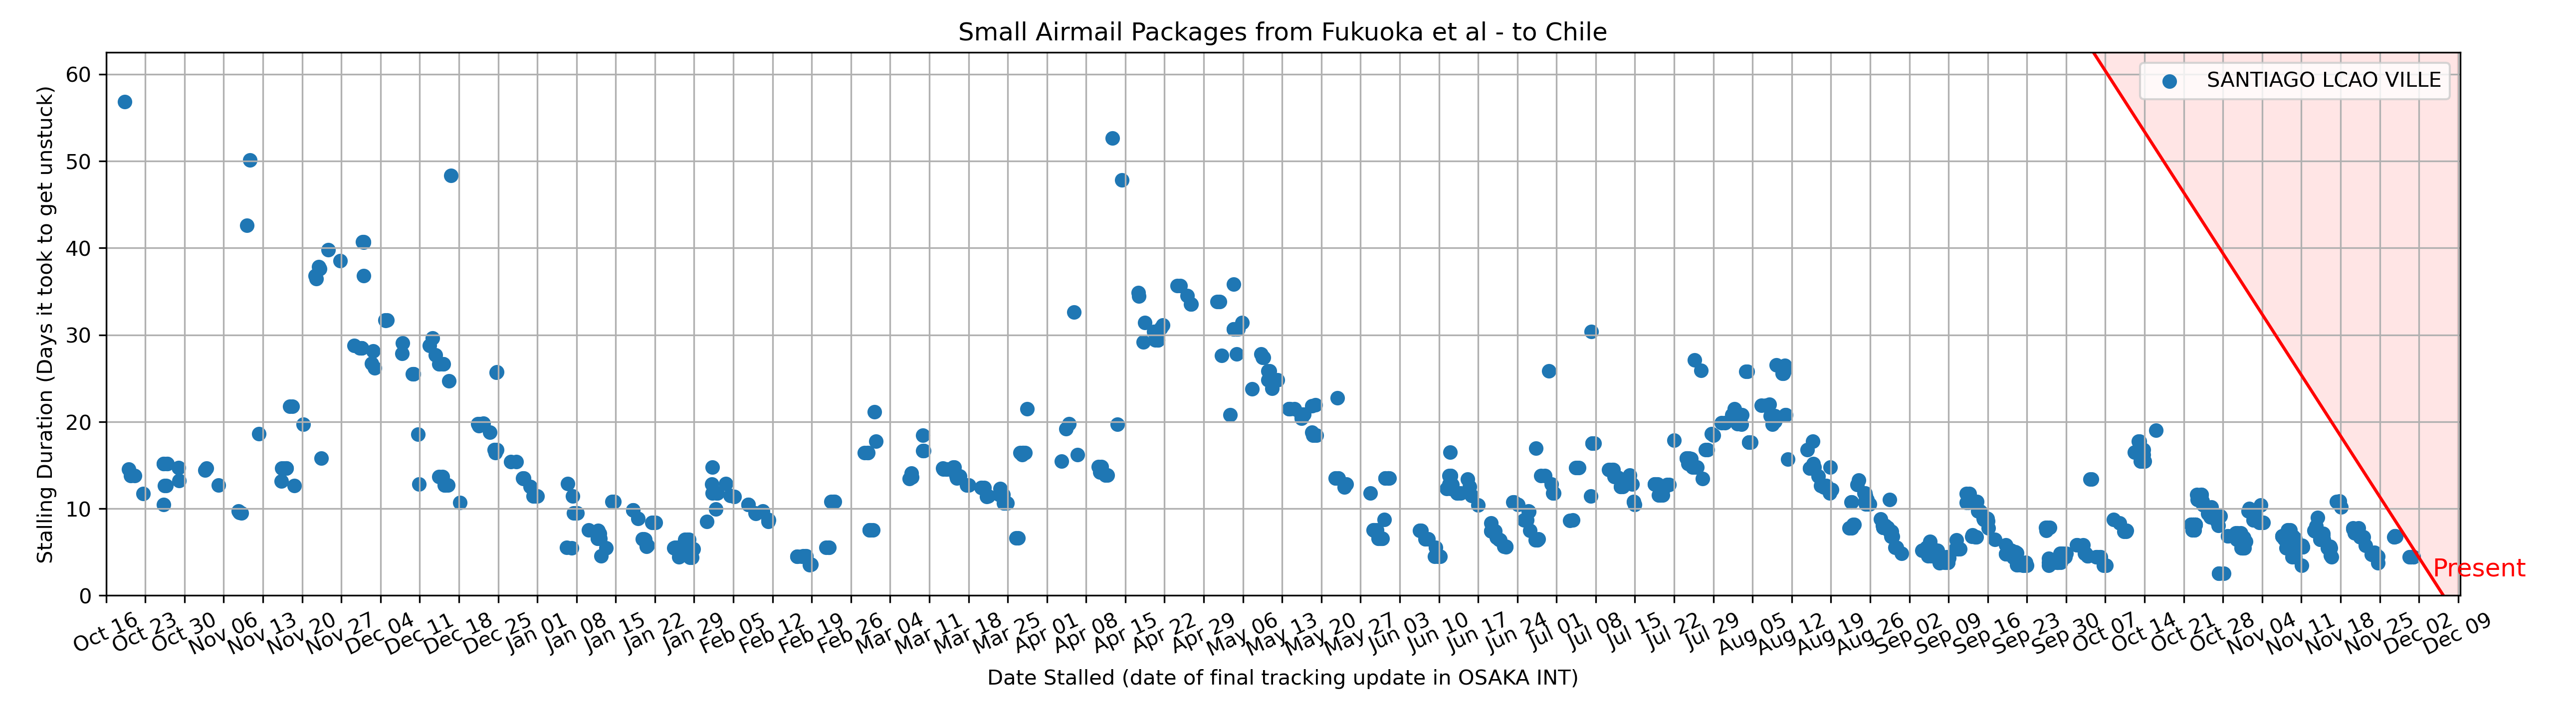 Small Airmail Packages from Fukuoka et al - to Chile
SANTIAGO LCAO VILLE
Stalling Duration (Days it took to get unstuck)
60
50
40
30
20
10
0
Present
Oct 16
Oct 23
Oct 30
Nov 06
Nov 13
Nov 20
Nov 27
Dec 04
Dec 11
Dec 18
Dec 25
Jan 01
Jan 08
Jan 15
Jan 22
Jan 29
Feb 05
Feb 12
Feb 19
Feb 26
Mar 04
Mar 11
Mar 18
Mar 25
Apr 01
Apr 08
Apr 15
Apr 22
Apr 29
May 06
May 13
May 20
May 27
Jun 03
Jun 10
Jun 17
Jun 24
Jul 01
Jul 08
Jul 15
Jul 22
Jul 29
Aug 05
Aug 12
Aug 19
Aug 26
Sep 02
Sep 09
Sep 16
Sep 23
Sep 30
Oct 07
Oct 14
Oct 21
Oct 28
Nov 04
Nov 11
Nov 18
Nov 25
Dec 02
Dec 09
Date Stalled (date of final tracking update in OSAKA INT)